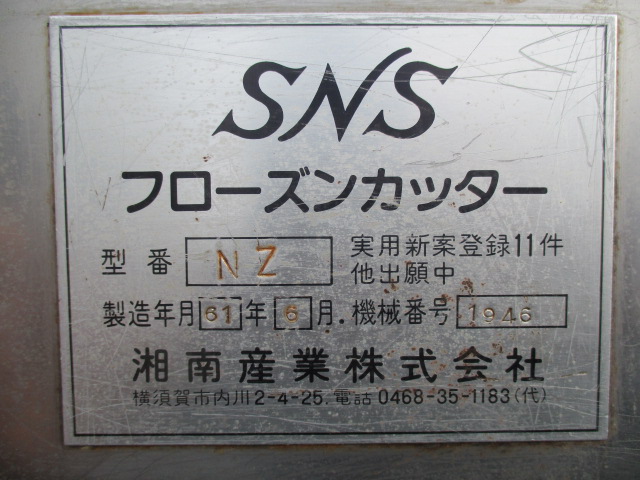 SNS
フローズンカッター
型番 NZ 実用新案登録11件
他出願中
製造年月 61年 6月. 機械番号 1946
湘南産業株式会社
横須賀市内川2-4-25. 電話 0468-35-1183(代)